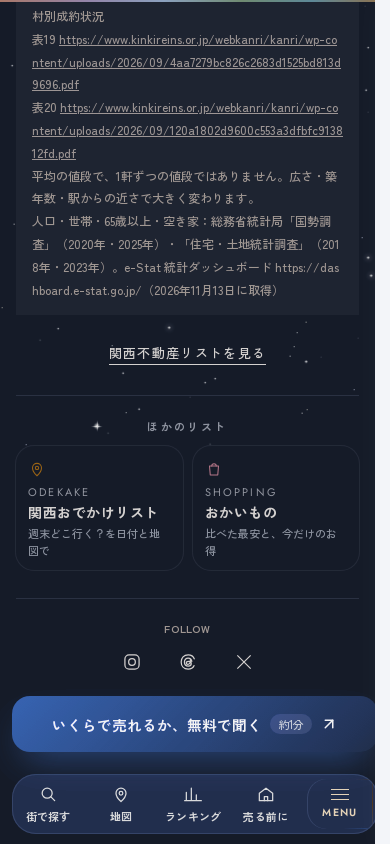 村別成約状況
表19 https://www.kinkireins.or.jp/webkanri/kanri/wp-co
ntent/uploads/2026/09/4aa7279bc826c2683d1525bd813d
9696.pdf
表20 https://www.kinkireins.or.jp/webkanri/kanri/wp-co
ntent/uploads/2026/09/120a1802d9600c553a3dfbfc9138
12fd.pdf
平均の値段で、1軒ずつの値段ではありません。広さ・築
年数・駅からの近さで大きく変わります。
人口・世帯・65歳以上・空き家：総務省統計局「国勢調
査」（2020年・2025年）・「住宅・土地統計調査」（201
8年・2023年）。e-Stat 統計ダッシュボード https://das
hboard.e-stat.go.jp/（2026年11月13日に取得）
関西不動産リストを見る
ほかのリスト
ODEKAKE
関西おでかけリスト
週末どこ行く？を日付と地
図で
SHOPPING
おかいもの
比べた最安と、今だけのお
得
FOLLOW
いくらで売れるか、無料で聞く 約1分
街で探す 地図 ランキング 売る前に MENU